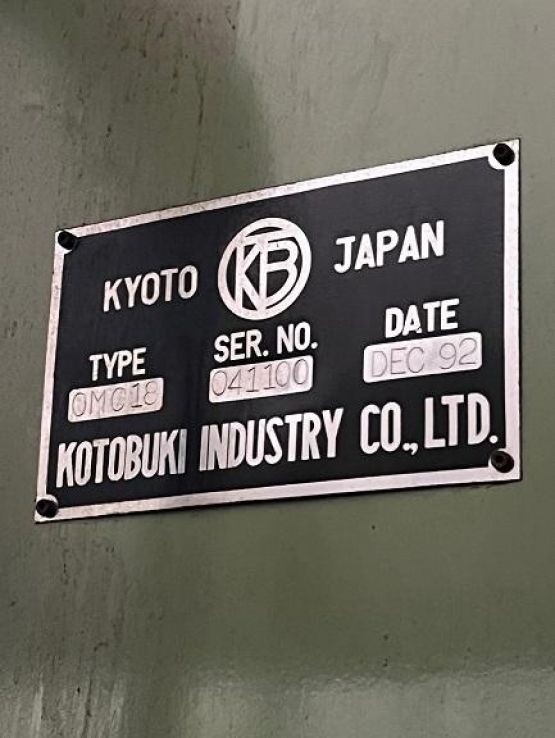 KYOTO KB JAPAN
TYPE SER. NO. DATE
OMC18 041100 DEC 92
KOTOBUKI INDUSTRY CO., LTD.